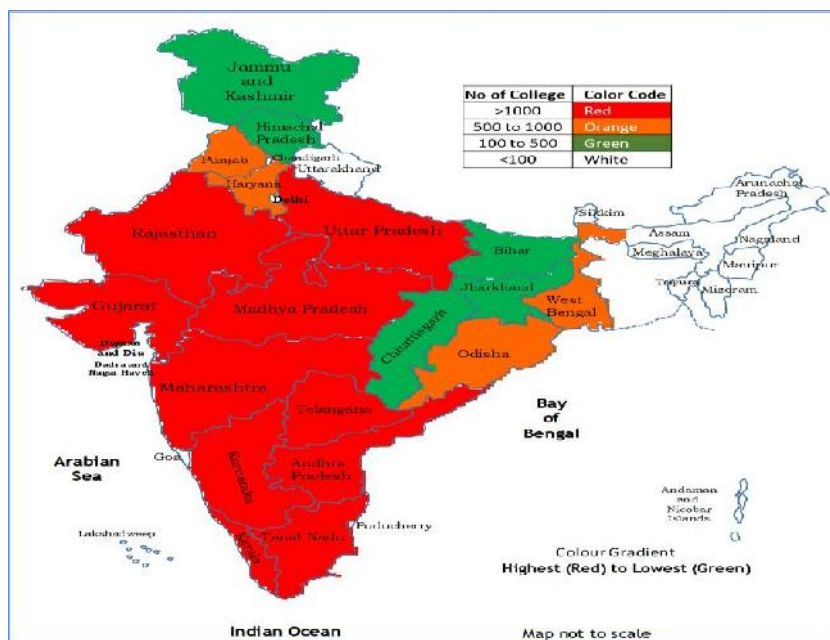 Jammu
and
Kashmir
Himachal
Pradesh
Punjab
Chandigarh
Uttarakhand
Haryana
Delhi
No of College Color Code
>1000 Red
500 to 1000 Orange
100 to 500 Green
<100 White
Rajasthan
Uttar Pradesh
Bihar
Sikkim
Assam
Arunachal
Pradesh
Nagaland
Meghalaya
Manipur
Tripura
Mizoram
Gujarat
Madhya Pradesh
Jharkhand
West
Bengal
Chhattisgarh
Odisha
Daman
and Diu
Dadra and
Nagar Haveli
Maharashtra
Telangana
Bay
of
Bengal
Arabian
Sea
Goa
Karnataka
Andhra
Pradesh
Puducherry
Andaman
and
Nicobar
Islands
Lakshadweep
Kerala
Tamil Nadu
Colour Gradient
Highest (Red) to Lowest (Green)
Indian Ocean
Map not to scale